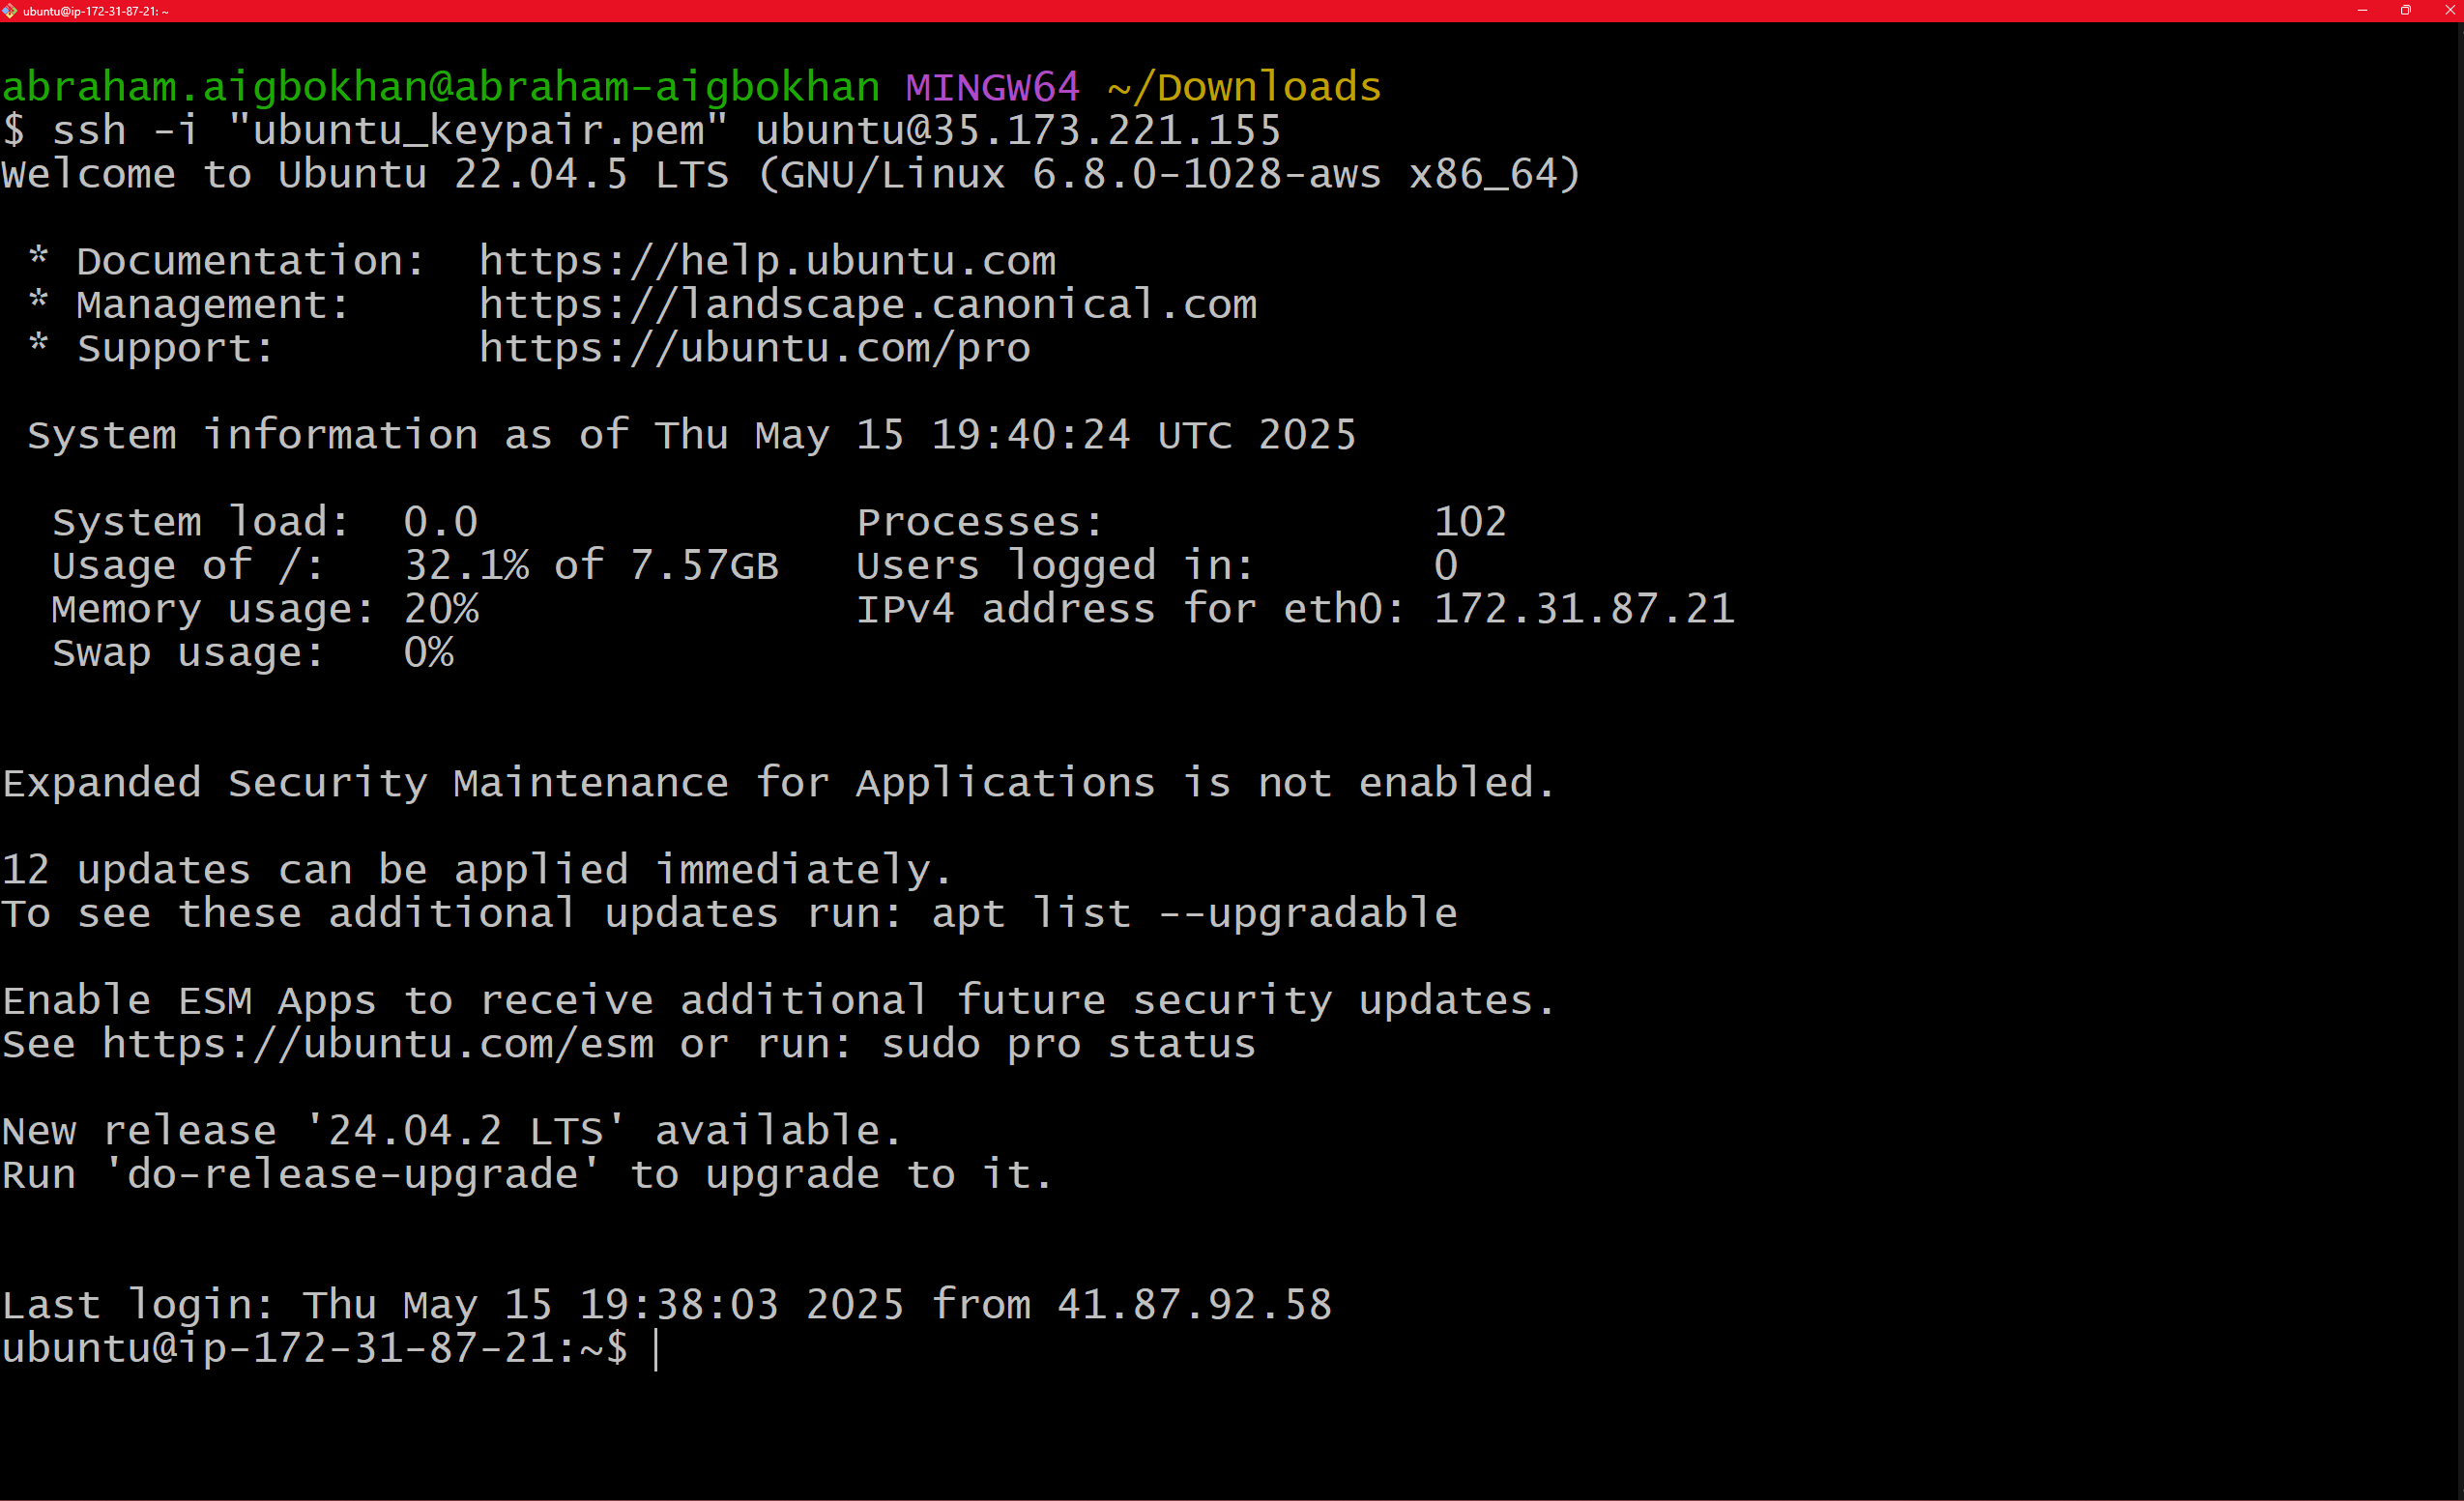 ubuntu@ip-172-31-87-21: ~
abraham.aigbokhan@abraham-aigbokhan MINGW64 ~/Downloads
$ ssh -i "ubuntu_keypair.pem" ubuntu@35.173.221.155
Welcome to Ubuntu 22.04.5 LTS (GNU/Linux 6.8.0-1028-aws x86_64)

 * Documentation:  https://help.ubuntu.com
 * Management:     https://landscape.canonical.com
 * Support:        https://ubuntu.com/pro

 System information as of Thu May 15 19:40:24 UTC 2025

  System load:  0.0               Processes:             102
  Usage of /:   32.1% of 7.57GB   Users logged in:       0
  Memory usage: 20%               IPv4 address for eth0: 172.31.87.21
  Swap usage:   0%

Expanded Security Maintenance for Applications is not enabled.

12 updates can be applied immediately.
To see these additional updates run: apt list --upgradable

Enable ESM Apps to receive additional future security updates.
See https://ubuntu.com/esm or run: sudo pro status

New release '24.04.2 LTS' available.
Run 'do-release-upgrade' to upgrade to it.

Last login: Thu May 15 19:38:03 2025 from 41.87.92.58
ubuntu@ip-172-31-87-21:~$